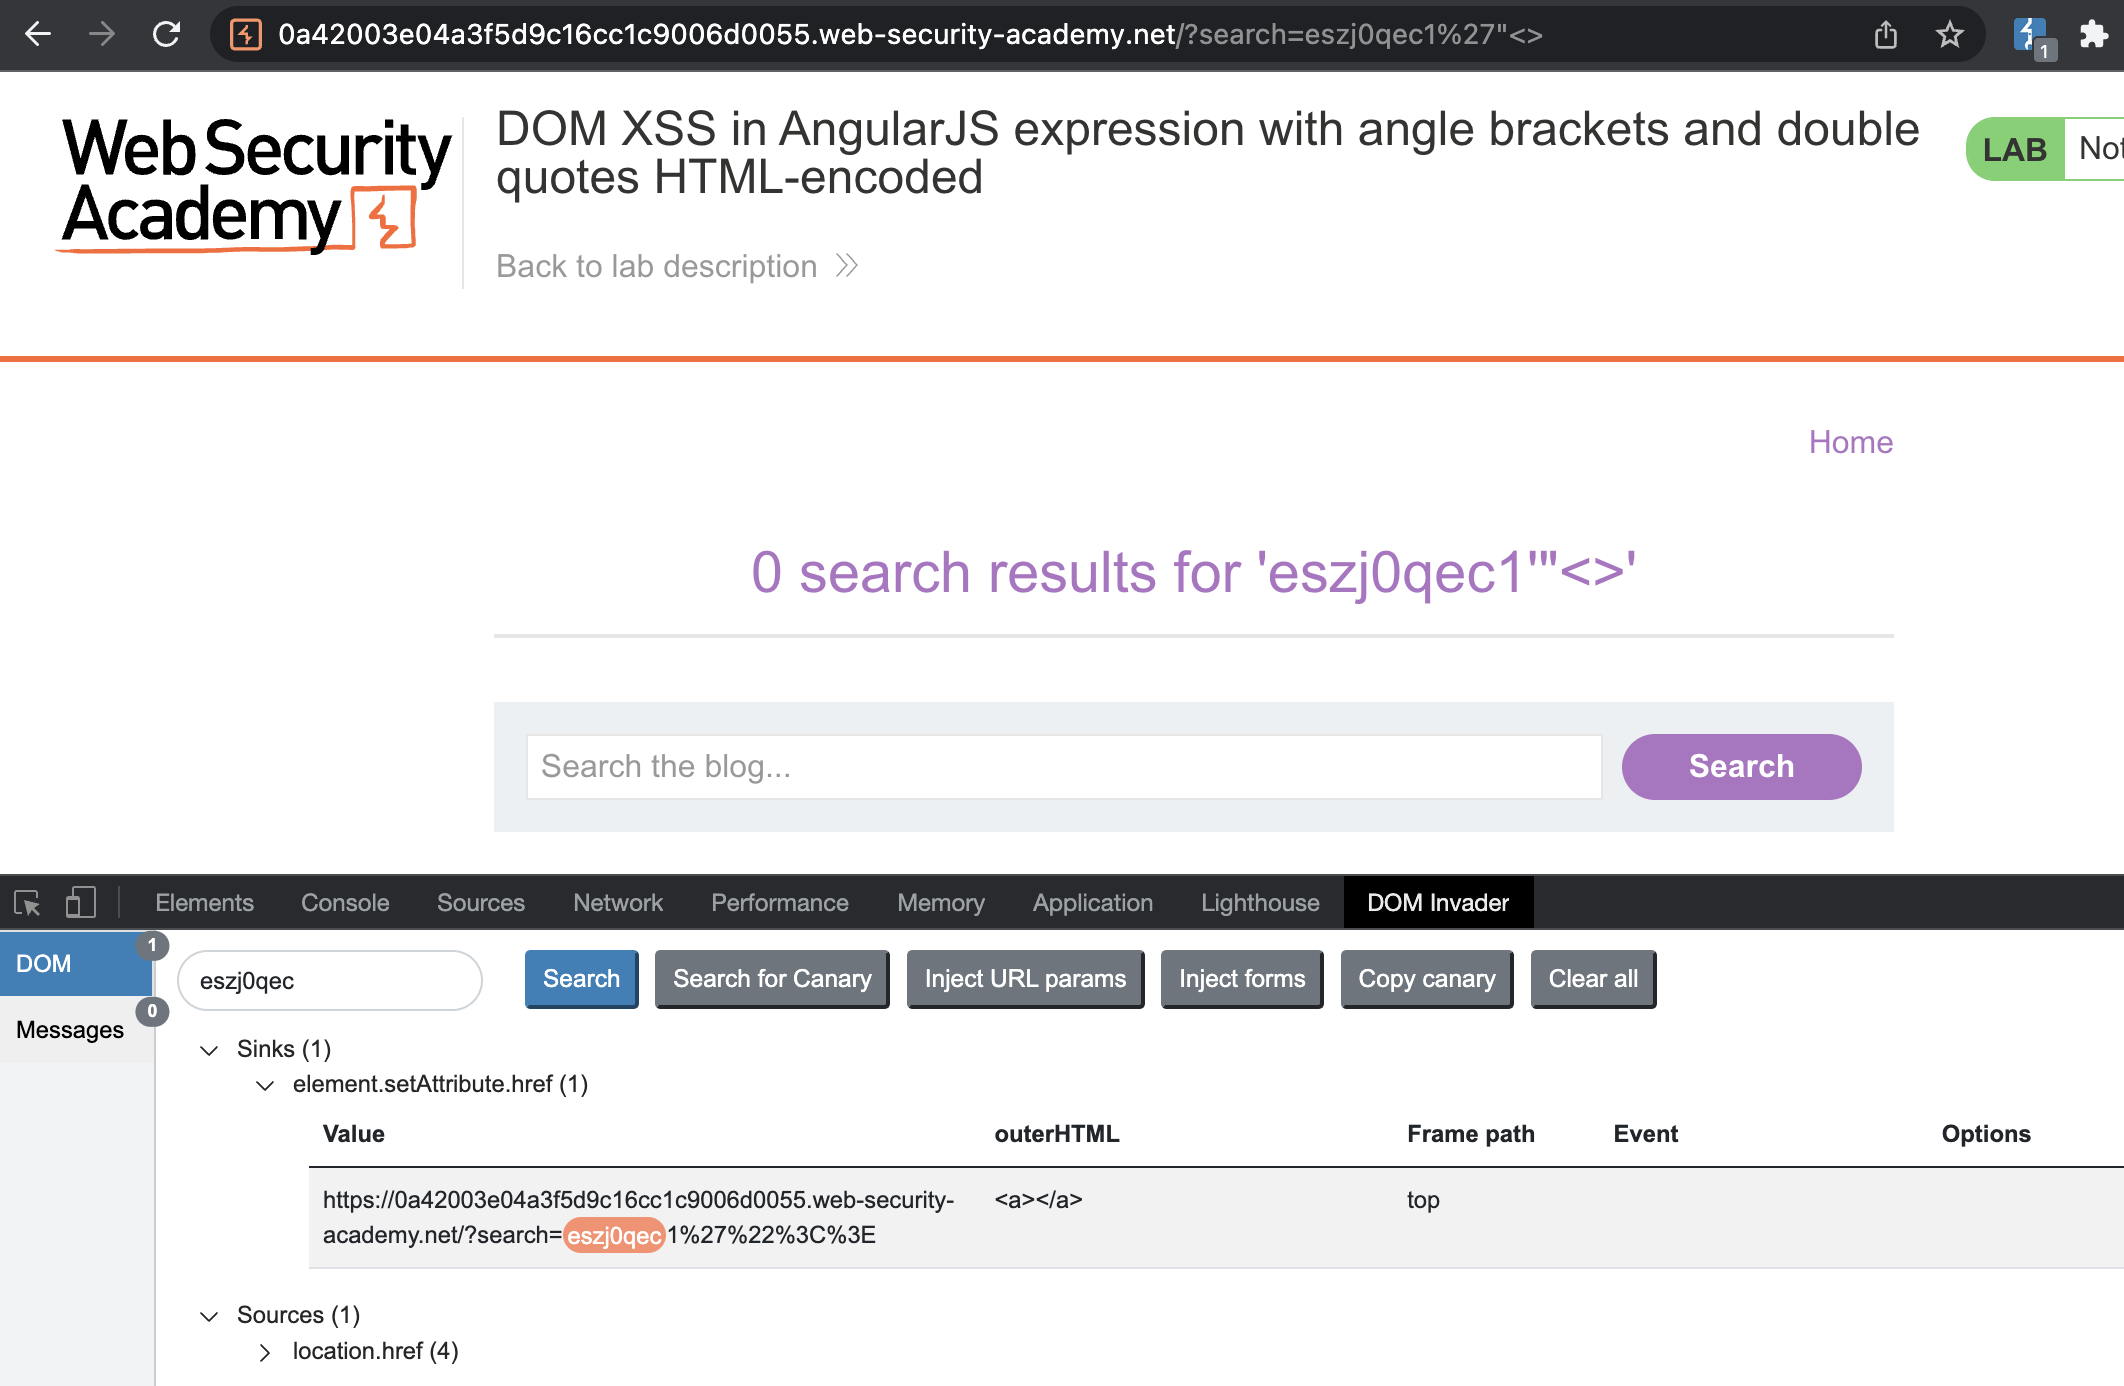 0a42003e04a3f5d9c16cc1c9006d0055.web-security-academy.net/?search=eszj0qec1%27"<>
1
Web Security
Academy
DOM XSS in AngularJS expression with angle brackets and double
quotes HTML-encoded
LAB Not
Back to lab description
Home
0 search results for 'eszj0qec1'"<>'
Search the blog...
Search
Elements Console Sources Network Performance Memory Application Lighthouse DOM Invader
DOM 1
eszj0qec Search Search for Canary Inject URL params Inject forms Copy canary Clear all
Messages 0
Sinks (1)
element.setAttribute.href (1)
Value outerHTML Frame path Event Options
https://0a42003e04a3f5d9c16cc1c9006d0055.web-security- <a></a> top
academy.net/?search=eszj0qec1%27%22%3C%3E
Sources (1)
location.href (4)